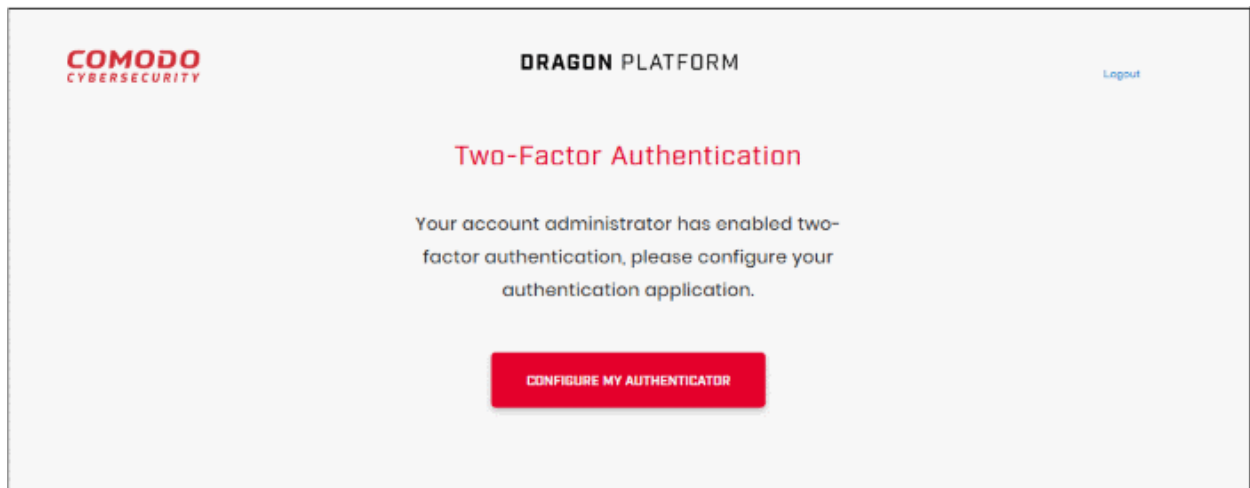 COMODO
CYBERSECURITY
DRAGON PLATFORM
Logout
Two-Factor Authentication
Your account administrator has enabled two-
factor authentication, please configure your
authentication application.
CONFIGURE MY AUTHENTICATOR